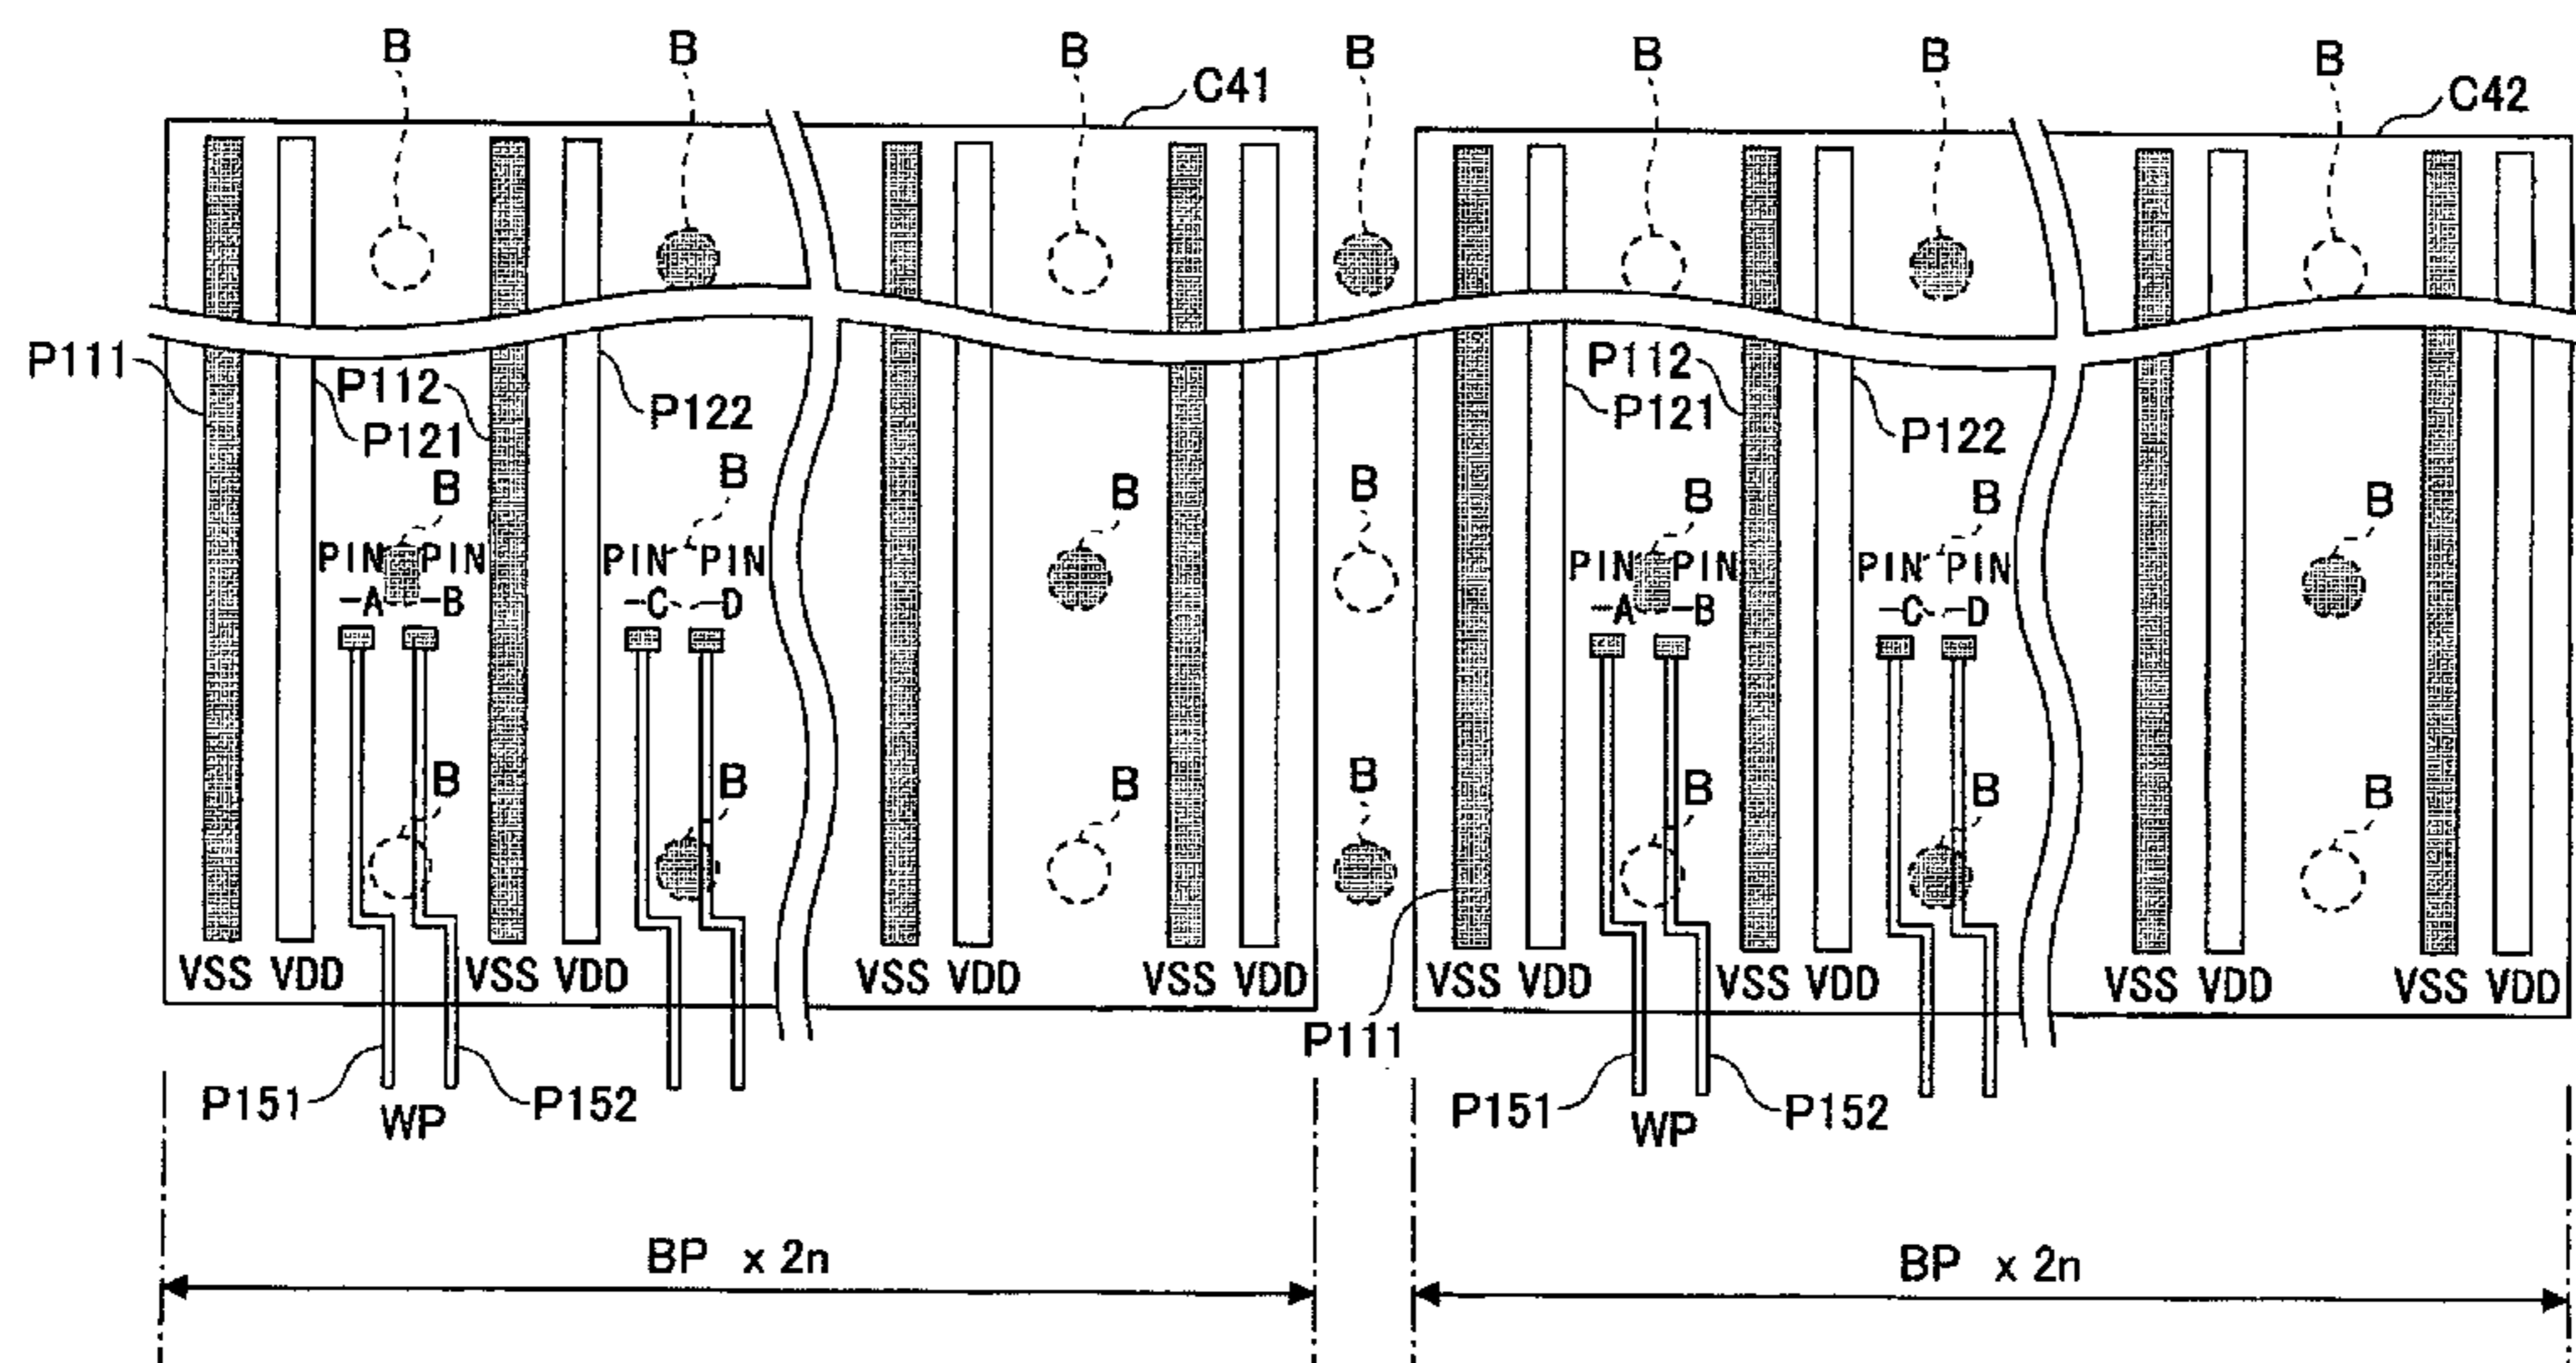 B B B B B B B
C41 C42
P111 P112 P121 P122 P112 P121 P122
B B B B B B B
PIN PIN PIN PIN PIN PIN PIN PIN
-A -B -C -D -A -B -C -D
B B B B B B B
VSS VDD VSS VDD VSS VDD VSS VDD VSS VDD VSS VDD VSS VDD VSS VDD
P111
P151 WP P152 P151 WP P152
BP x 2n BP x 2n